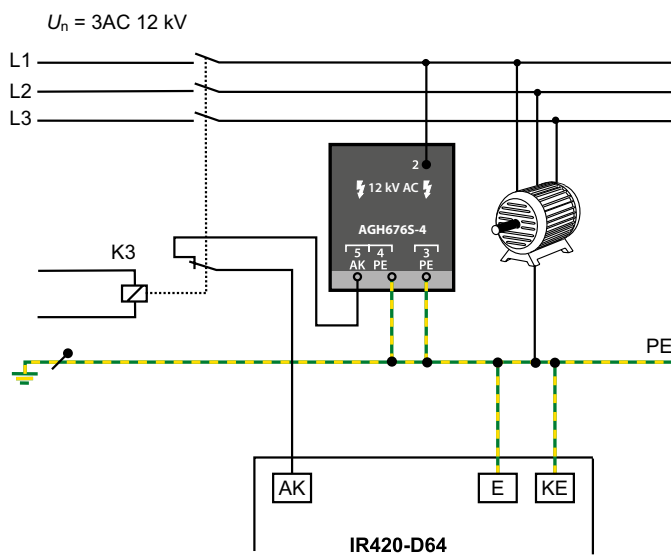 Un = 3AC 12 kV
L1
L2
L3
2
12 kV AC
AGH676S-4
K3
5 4 3
AK PE PE
PE
AK E KE
IR420-D64